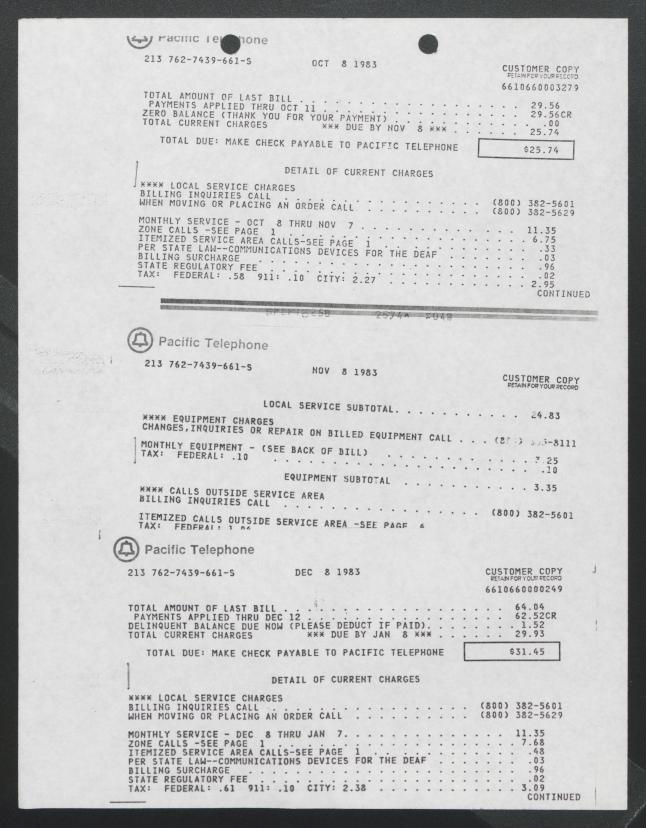 Pacific Telephone
213 762-7439-661-S OCT 8 1983
CUSTOMER COPY
RETAIN FOR YOUR RECORD
6610660003279
TOTAL AMOUNT OF LAST BILL . . . . . . . . . . . . . . . . . . 29.56
PAYMENTS APPLIED THRU OCT 11 . . . . . . . . . . . . . . . . 29.56CR
ZERO BALANCE (THANK YOU FOR YOUR PAYMENT) . . . . . . . . . . .00
TOTAL CURRENT CHARGES *** DUE BY NOV 8 *** . . . . . . 25.74
TOTAL DUE: MAKE CHECK PAYABLE TO PACIFIC TELEPHONE $25.74
DETAIL OF CURRENT CHARGES
**** LOCAL SERVICE CHARGES
BILLING INQUIRIES CALL . . . . . . . . . . . . . . . (800) 382-5601
WHEN MOVING OR PLACING AN ORDER CALL . . . . . . . . (800) 382-5629
MONTHLY SERVICE - OCT 8 THRU NOV 7 . . . . . . . . . . . . . 11.35
ZONE CALLS -SEE PAGE 1 . . . . . . . . . . . . . . . . . . . 6.75
ITEMIZED SERVICE AREA CALLS-SEE PAGE 1 . . . . . . . . . . . .33
PER STATE LAW--COMMUNICATIONS DEVICES FOR THE DEAF . . . . . . .03
BILLING SURCHARGE . . . . . . . . . . . . . . . . . . . . . .96
STATE REGULATORY FEE . . . . . . . . . . . . . . . . . . . . .02
TAX: FEDERAL: .58 911: .10 CITY: 2.27 . . . . . . . . . . . 2.95
CONTINUED
Pacific Telephone
213 762-7439-661-S NOV 8 1983
CUSTOMER COPY
RETAIN FOR YOUR RECORD
LOCAL SERVICE SUBTOTAL. . . . . . . . . . 24.83
**** EQUIPMENT CHARGES
CHANGES,INQUIRIES OR REPAIR ON BILLED EQUIPMENT CALL . . . -8111
MONTHLY EQUIPMENT - (SEE BACK OF BILL) . . . . . . . . . . . .25
TAX: FEDERAL: .10 . . . . . . . . . . . . . . . . . . . . . .10
EQUIPMENT SUBTOTAL . . . . . . . . . . 3.35
**** CALLS OUTSIDE SERVICE AREA
BILLING INQUIRIES CALL . . . . . . . . . . . . . . . (800) 382-5601
ITEMIZED CALLS OUTSIDE SERVICE AREA -SEE PAGE
TAX: FEDERAL:
Pacific Telephone
213 762-7439-661-S DEC 8 1983
CUSTOMER COPY
RETAIN FOR YOUR RECORD
6610660000249
TOTAL AMOUNT OF LAST BILL . . . . . . . . . . . . . . . . . . 64.04
PAYMENTS APPLIED THRU DEC 12 . . . . . . . . . . . . . . . . 62.52CR
DELINQUENT BALANCE DUE NOW (PLEASE DEDUCT IF PAID). . . . . . . 1.52
TOTAL CURRENT CHARGES *** DUE BY JAN 8 *** . . . . . . 29.93
TOTAL DUE: MAKE CHECK PAYABLE TO PACIFIC TELEPHONE $31.45
DETAIL OF CURRENT CHARGES
**** LOCAL SERVICE CHARGES
BILLING INQUIRIES CALL . . . . . . . . . . . . . . . (800) 382-5601
WHEN MOVING OR PLACING AN ORDER CALL . . . . . . . . (800) 382-5629
MONTHLY SERVICE - DEC 8 THRU JAN 7. . . . . . . . . . . . . . 11.35
ZONE CALLS -SEE PAGE 1 . . . . . . . . . . . . . . . . . . . 7.68
ITEMIZED SERVICE AREA CALLS-SEE PAGE 1 . . . . . . . . . . . .48
PER STATE LAW--COMMUNICATIONS DEVICES FOR THE DEAF . . . . . . .03
BILLING SURCHARGE . . . . . . . . . . . . . . . . . . . . . .96
STATE REGULATORY FEE . . . . . . . . . . . . . . . . . . . . .02
TAX: FEDERAL: .61 911: .10 CITY: 2.38 . . . . . . . . . . . 3.09
CONTINUED